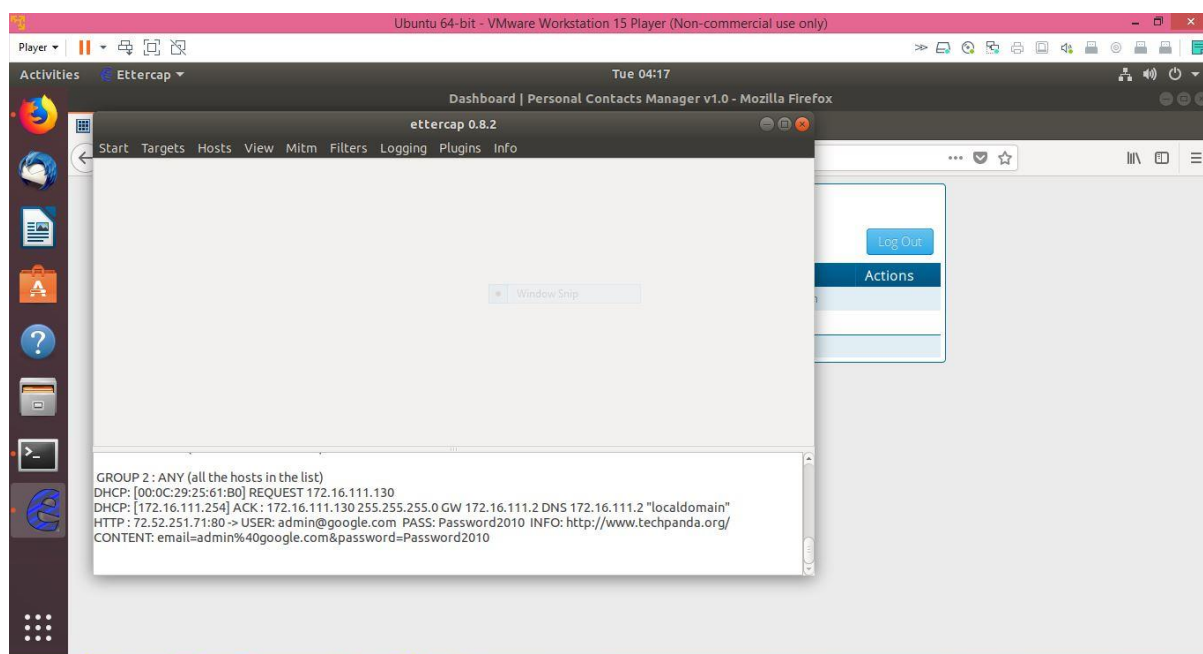 Ubuntu 64-bit - VMware Workstation 15 Player (Non-commercial use only)
Player
Activities Ettercap Tue 04:17
Dashboard | Personal Contacts Manager v1.0 - Mozilla Firefox
ettercap 0.8.2
Start Targets Hosts View Mitm Filters Logging Plugins Info
Log Out
Actions
Window Snip
GROUP 2 : ANY (all the hosts in the list)
DHCP: [00:0C:29:25:61:B0] REQUEST 172.16.111.130
DHCP: [172.16.111.254] ACK : 172.16.111.130 255.255.255.0 GW 172.16.111.2 DNS 172.16.111.2 "localdomain"
HTTP : 72.52.251.71:80 -> USER: admin@google.com PASS: Password2010 INFO: http://www.techpanda.org/
CONTENT: email=admin%40google.com&password=Password2010